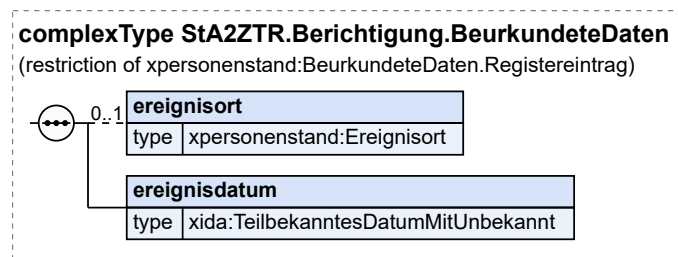 complexType StA2ZTR.Berichtigung.BeurkundeteDaten
(restriction of xpersonenstand:BeurkundeteDaten.Registereintrag)
0..1 ereignisort
type xpersonenstand:Ereignisort
ereignisdatum
type xida:TeilbekanntesDatumMitUnbekannt